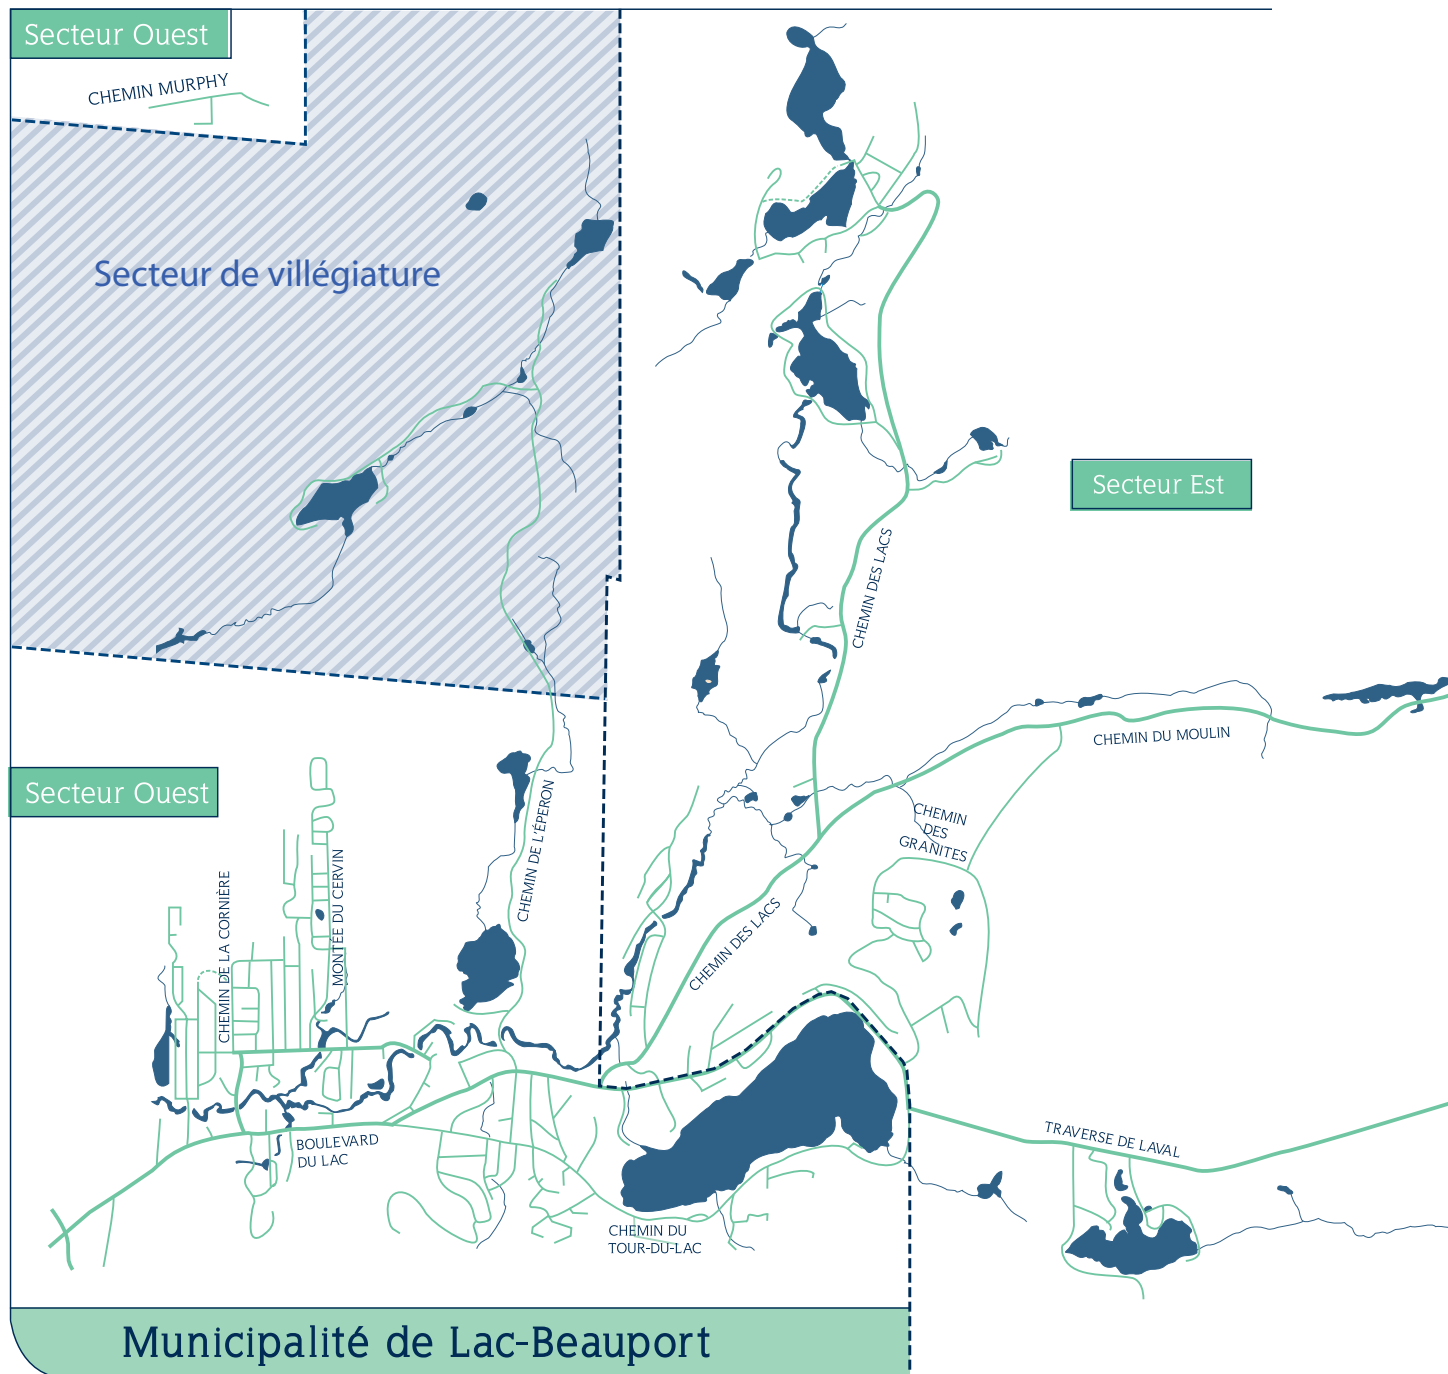 Secteur Ouest
CHEMIN MURPHY
Secteur de villégiature
Secteur Est
CHEMIN DES LACS
CHEMIN DU MOULIN
Secteur Ouest
CHEMIN DE L'ÉPERON
CHEMIN
DES
GRANITES
MONTÉE DU CERVIN
CHEMIN DE LA CORNIÈRE
CHEMIN DES LACS
BOULEVARD
DU LAC
TRAVERSE DE LAVAL
CHEMIN DU
TOUR-DU-LAC
Municipalité de Lac-Beauport